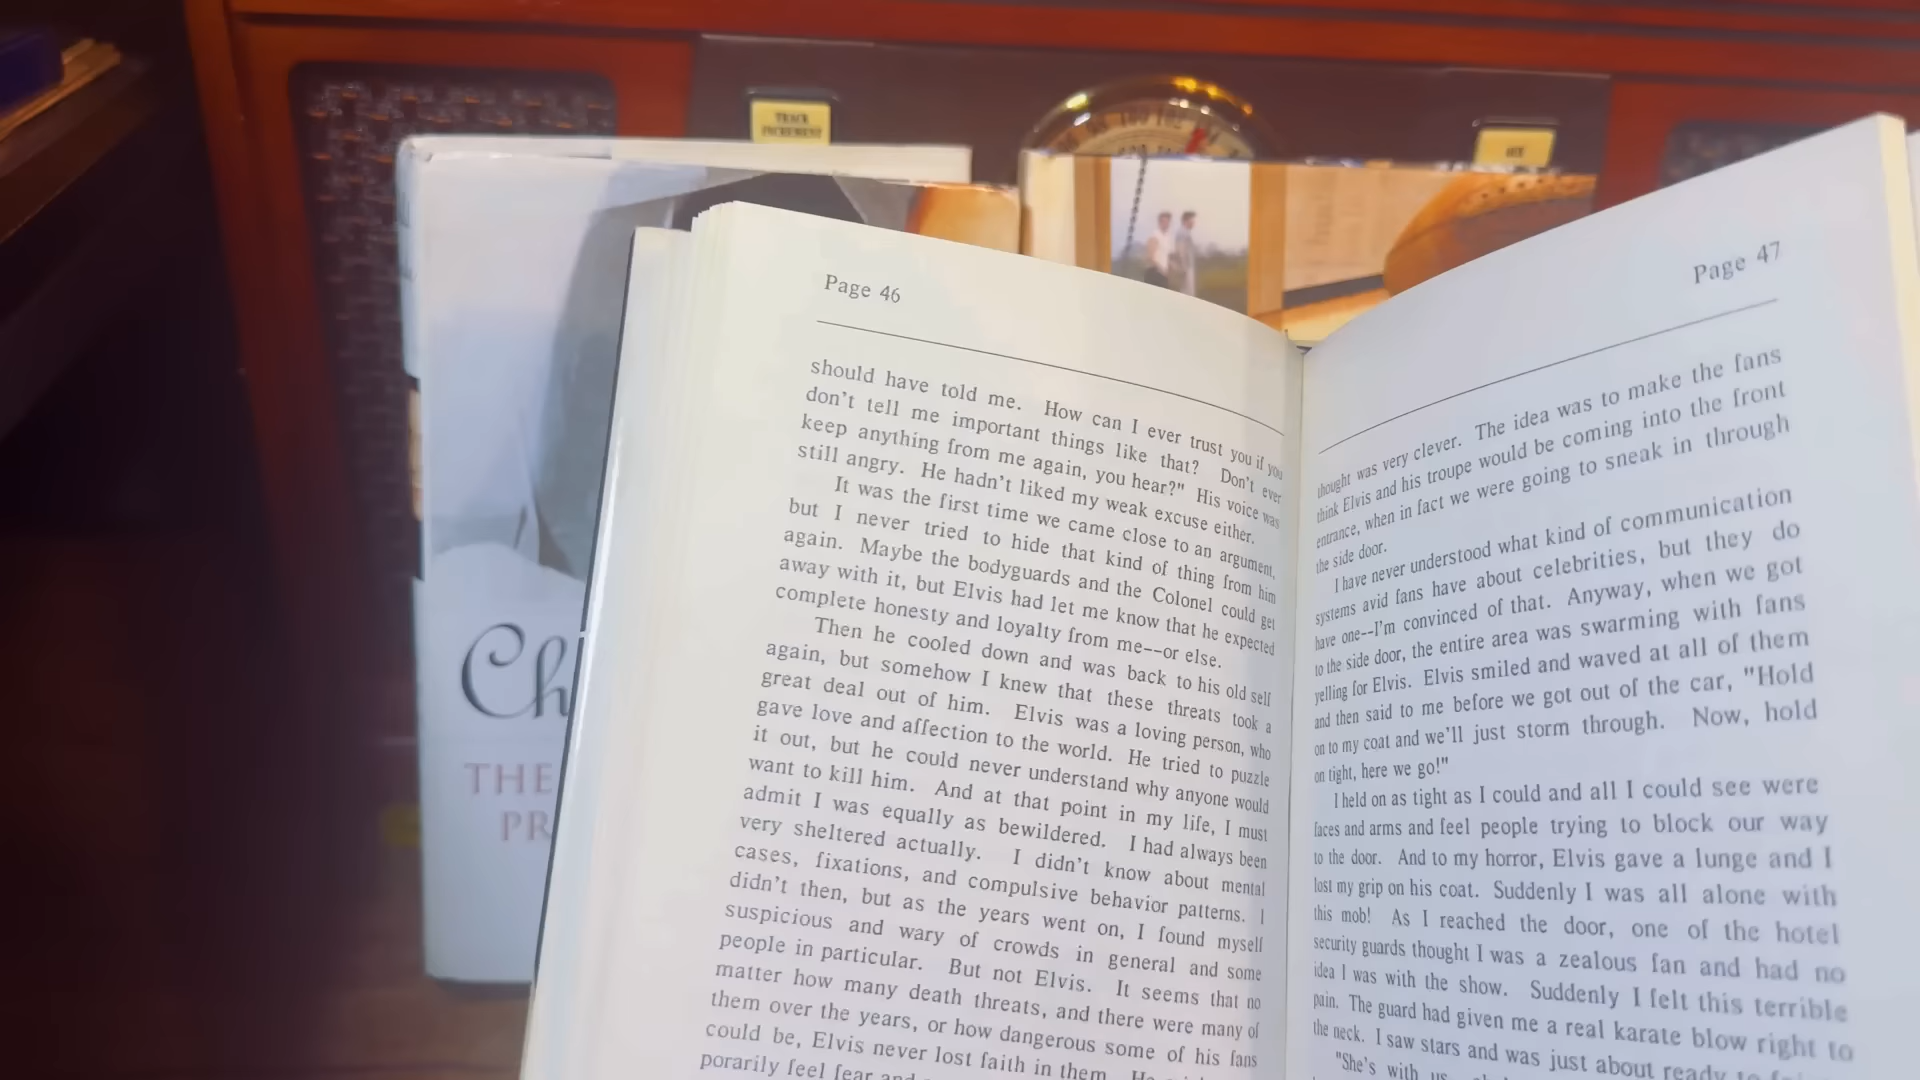 TRACK
INCREMENT
Ch
THE
PR
Page 46
should have told me. How can I ever trust you if you
don't tell me important things like that? Don't ever
keep anything from me again, you hear?" His voice was
still angry. He hadn't liked my weak excuse either.
It was the first time we came close to an argument,
but I never tried to hide that kind of thing from him
again. Maybe the bodyguards and the Colonel could get
away with it, but Elvis had let me know that he expected
complete honesty and loyalty from me--or else.
Then he cooled down and was back to his old self
again, but somehow I knew that these threats took a
great deal out of him. Elvis was a loving person, who
gave love and affection to the world. He tried to puzzle
it out, but he could never understand why anyone would
want to kill him. And at that point in my life, I must
admit I was equally as bewildered. I had always been
very sheltered actually. I didn't know about mental
cases, fixations, and compulsive behavior patterns. I
didn't then, but as the years went on, I found myself
suspicious and wary of crowds in general and some
people in particular. But not Elvis. It seems that no
matter how many death threats, and there were many of
them over the years, or how dangerous some of his fans
could be, Elvis never lost faith in them.
porarily feel fear
Page 47
thought was very clever. The idea was to make the fans
think Elvis and his troupe would be coming into the front
entrance, when in fact we were going to sneak in through
the side door.
I have never understood what kind of communication
systems avid fans have about celebrities, but they do
have one--I'm convinced of that. Anyway, when we got
to the side door, the entire area was swarming with fans
yelling for Elvis. Elvis smiled and waved at all of them
and then said to me before we got out of the car, "Hold
on to my coat and we'll just storm through. Now, hold
on tight, here we go!"
I held on as tight as I could and all I could see were
faces and arms and feel people trying to block our way
to the door. And to my horror, Elvis gave a lunge and I
lost my grip on his coat. Suddenly I was all alone with
this mob! As I reached the door, one of the hotel
security guards thought I was a zealous fan and had no
idea I was with the show. Suddenly I felt this terrible
pain. The guard had given me a real karate blow right to
the neck. I saw stars and was just about ready to
"She's with us